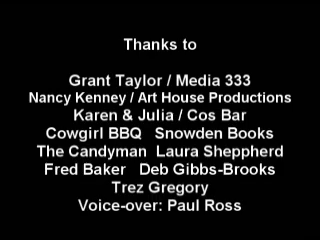 Thanks to
Grant Taylor / Media 333
Nancy Kenney / Art House Productions
Karen & Julia / Cos Bar
Cowgirl BBQ   Snowden Books
The Candyman  Laura Sheppherd
Fred Baker   Deb Gibbs-Brooks
Trez Gregory
Voice-over: Paul Ross